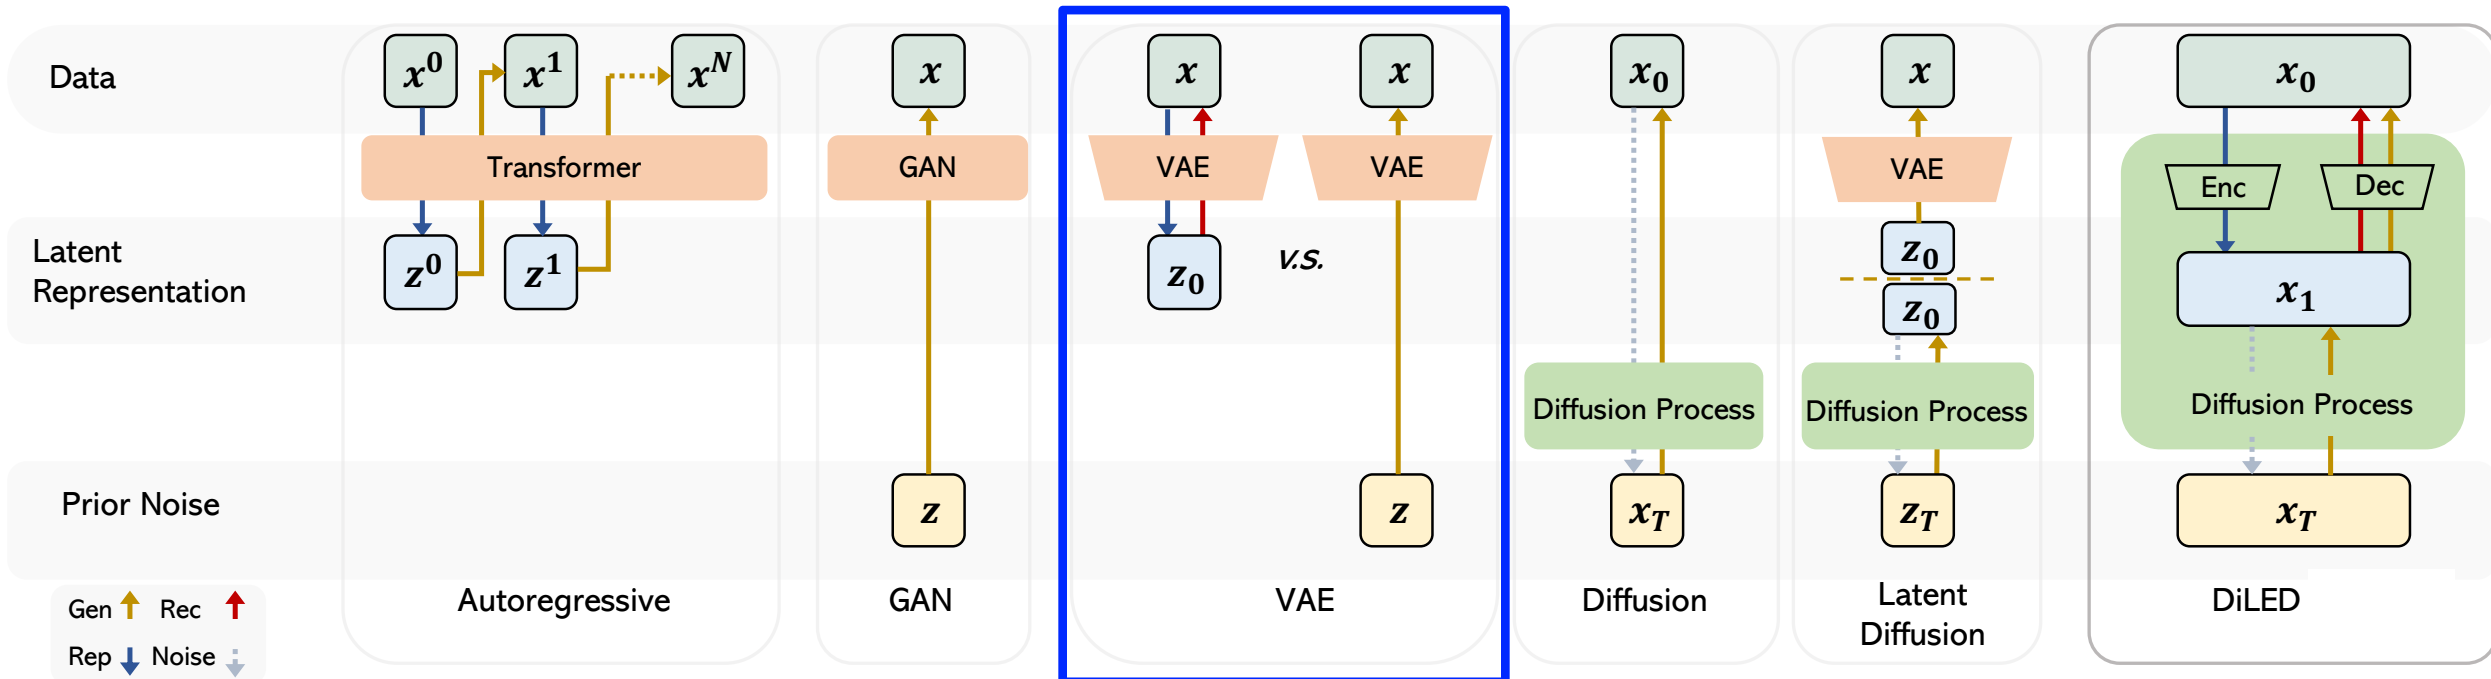 Data
x^0 x^1 x^N x x x x_0 x x_0
Transformer GAN VAE VAE VAE Enc Dec
Latent
Representation
z^0 z^1 z_0 v.s. z_0
z_0 x_1
Diffusion Process Diffusion Process Diffusion Process
Prior Noise
z z x_T z_T x_T
Autoregressive GAN VAE Diffusion Latent
Diffusion DiLED
Gen Rec
Rep Noise